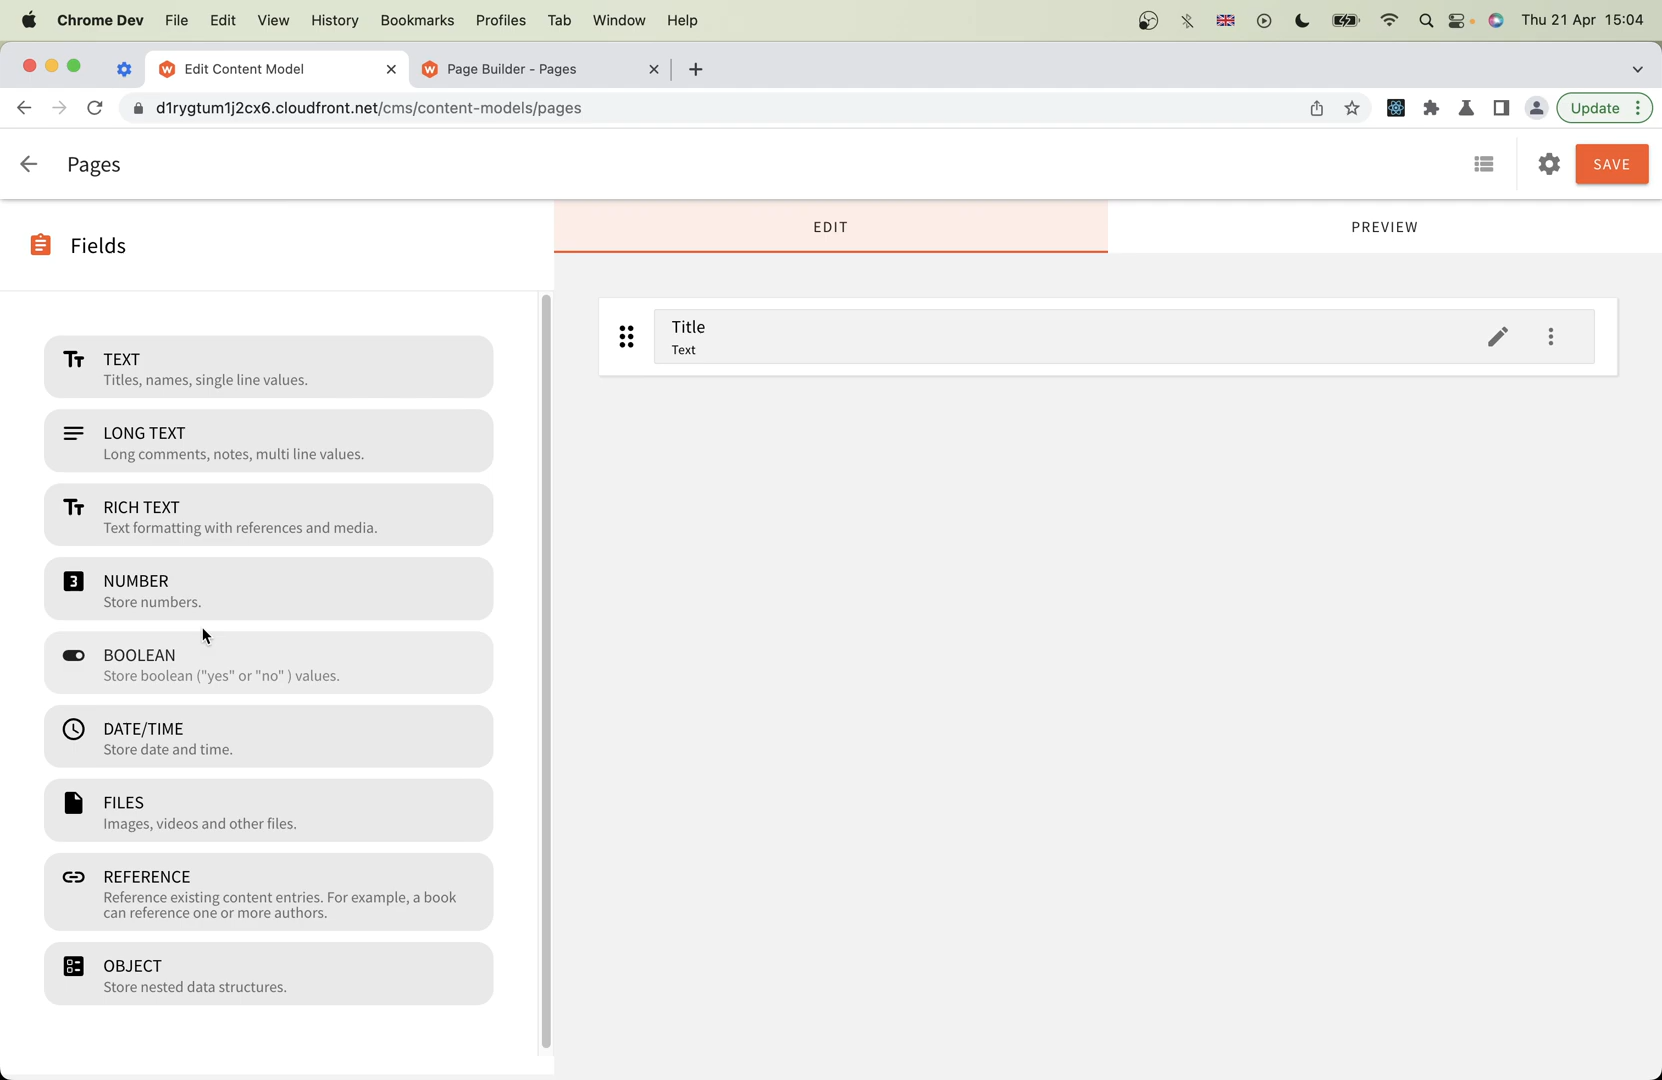 Chrome Dev File Edit View History Bookmarks Profiles Tab Window Help Thu 21 Apr 15:04
Edit Content Model Page Builder - Pages
d1rygtum1j2cx6.cloudfront.net/cms/content-models/pages Update
Pages SAVE
Fields
EDIT PREVIEW
Title
Text
TEXT
Titles, names, single line values.
LONG TEXT
Long comments, notes, multi line values.
RICH TEXT
Text formatting with references and media.
3 NUMBER
Store numbers.
BOOLEAN
Store boolean ("yes" or "no" ) values.
DATE/TIME
Store date and time.
FILES
Images, videos and other files.
REFERENCE
Reference existing content entries. For example, a book
can reference one or more authors.
OBJECT
Store nested data structures.